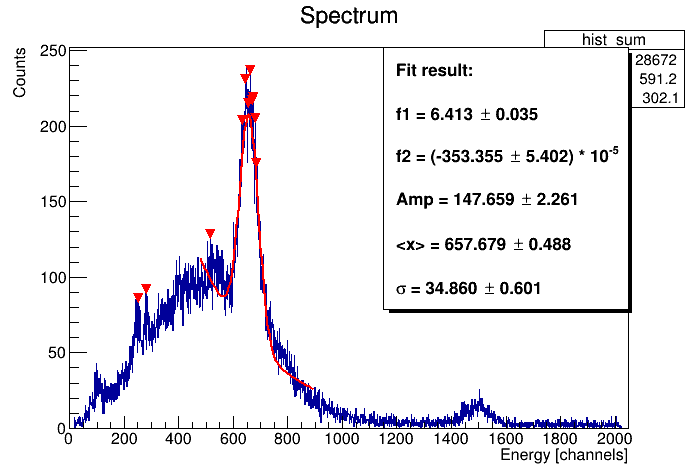 Spectrum
hist_sum
28672
591.2
302.1
Fit result:
f1 = 6.413 ± 0.035
f2 = (-353.355 ± 5.402) * 10-5
Amp = 147.659 ± 2.261
<x> = 657.679 ± 0.488
σ = 34.860 ± 0.601
Counts
250
200
150
100
50
0
0 200 400 600 800 1000 1200 1400 1600 1800 2000
Energy [channels]